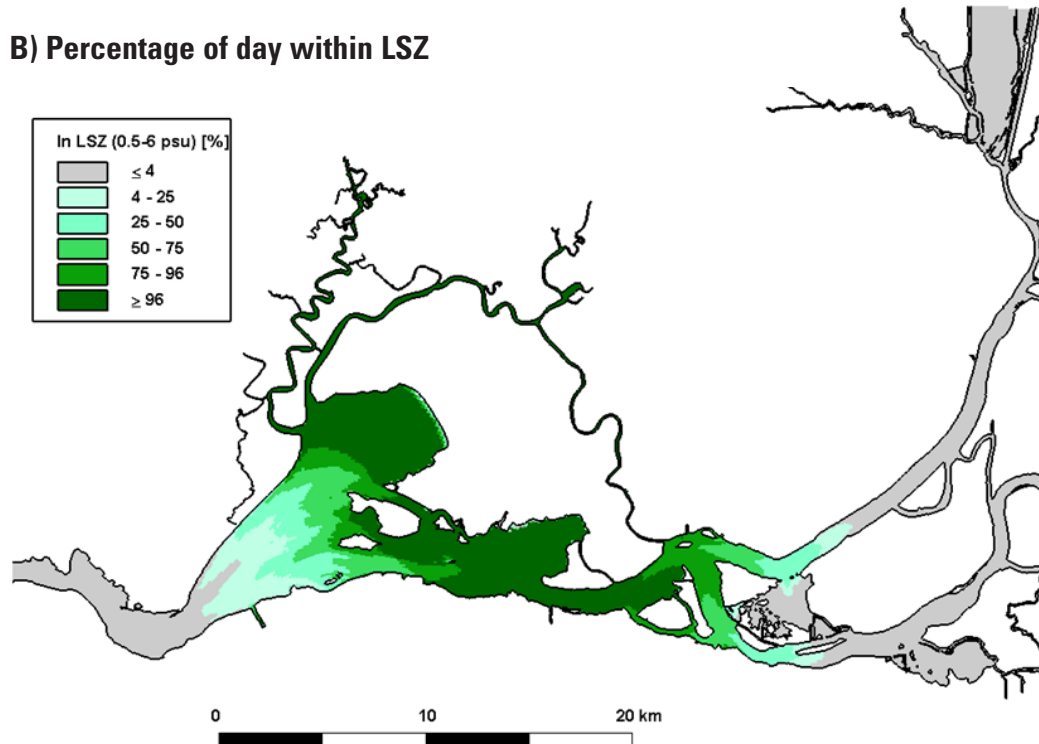 B) Percentage of day within LSZ
In LSZ (0.5-6 psu) [%]
≤ 4
4 - 25
25 - 50
50 - 75
75 - 96
≥ 96
0 10 20 km